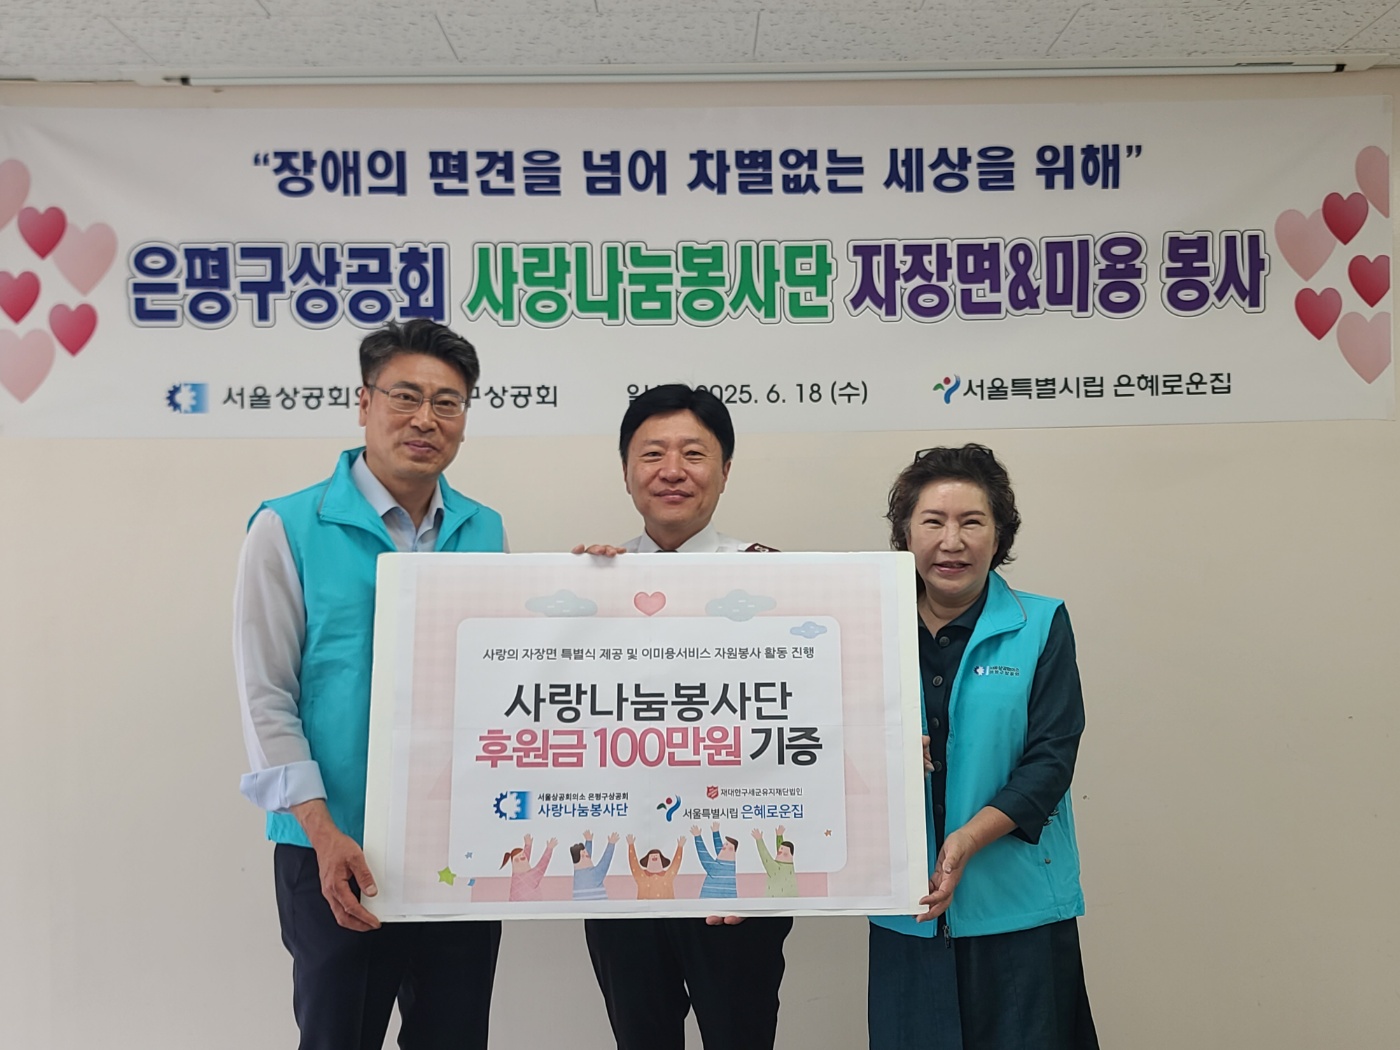 “장애의 편견을 넘어 차별없는 세상을 위해”
은평구상공회 사랑나눔봉사단 자장면&미용 봉사
서울상공회의 구상공회 2025. 6. 18 (수) 서울특별시립 은혜로운집
사랑의 자장면 특별식 제공 및 이미용서비스 자원봉사 활동 진행
사랑나눔봉사단
후원금 100만원 기증
서울상공회의소 은평구상공회
사랑나눔봉사단
재대한구세군유지재단법인
서울특별시립 은혜로운집